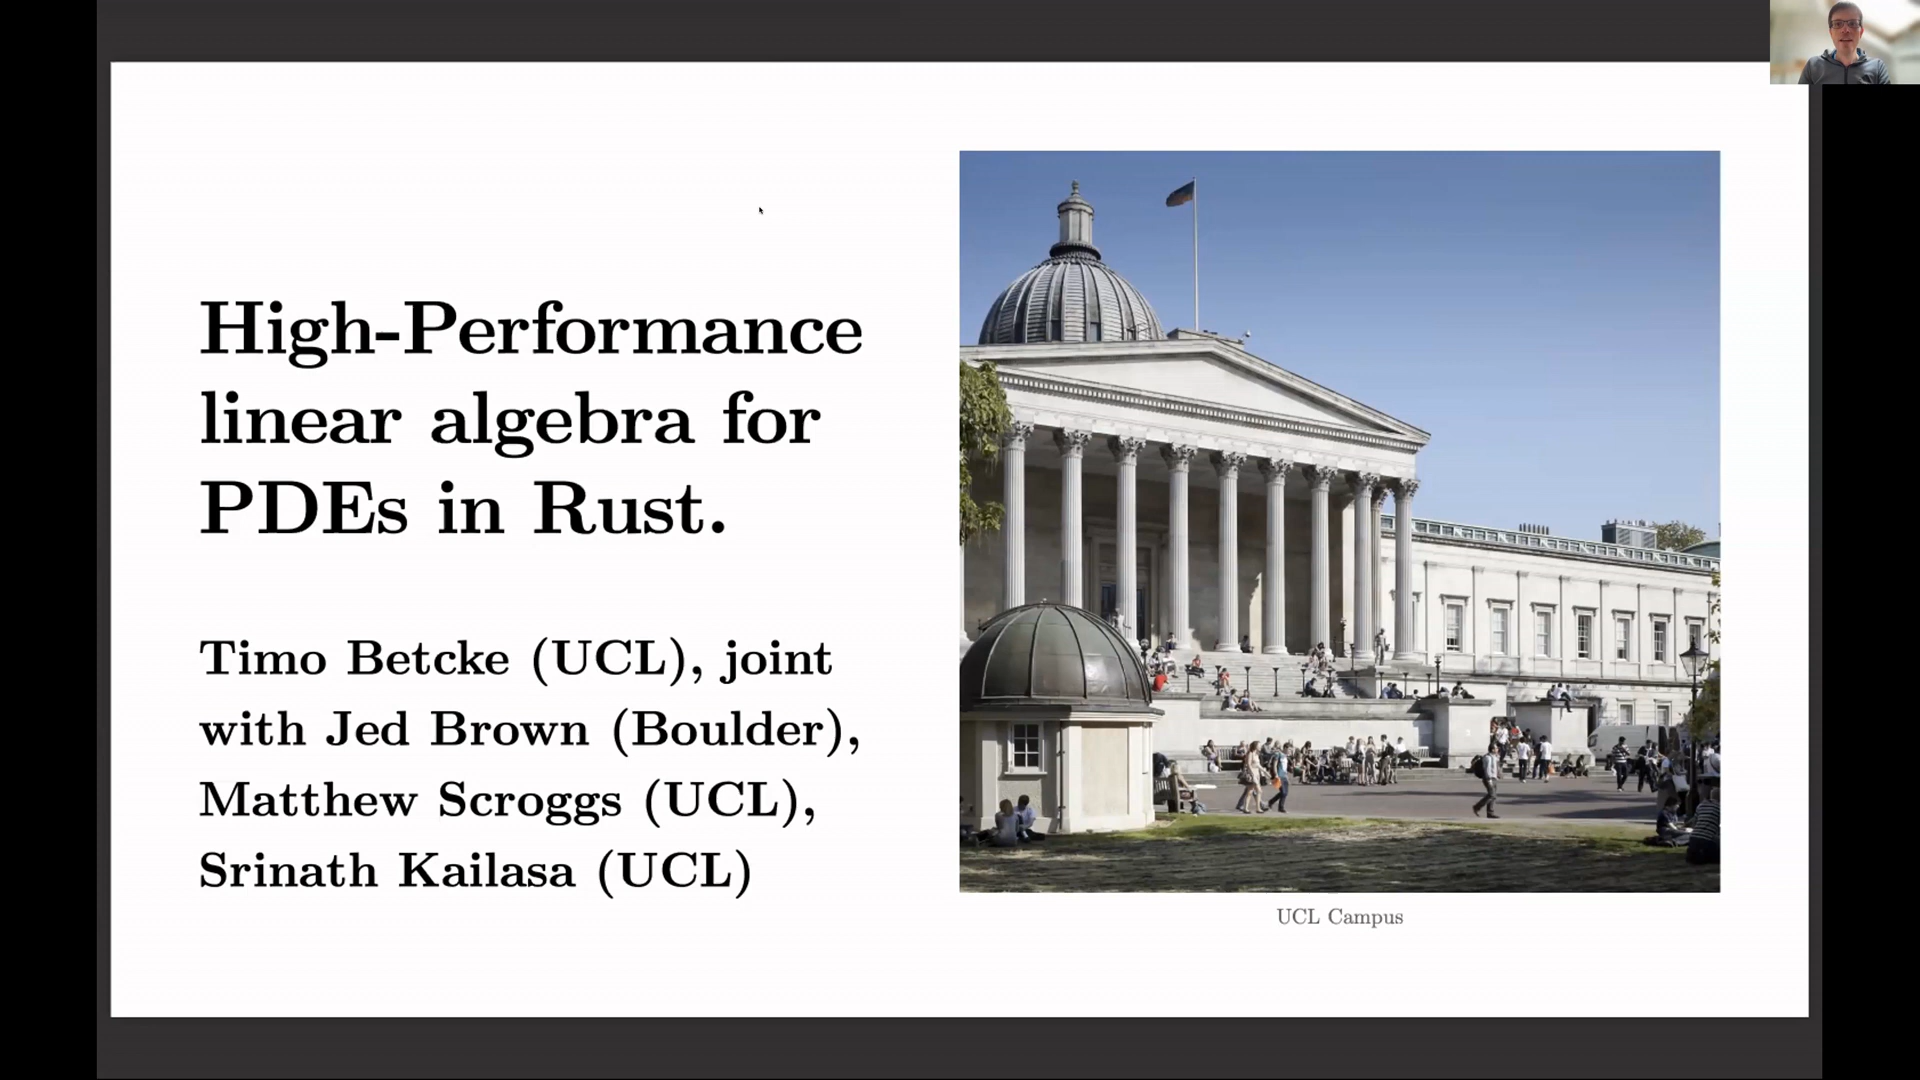 High-Performance
linear algebra for
PDEs in Rust.
Timo Betcke (UCL), joint
with Jed Brown (Boulder),
Matthew Scroggs (UCL),
Srinath Kailasa (UCL)
UCL Campus